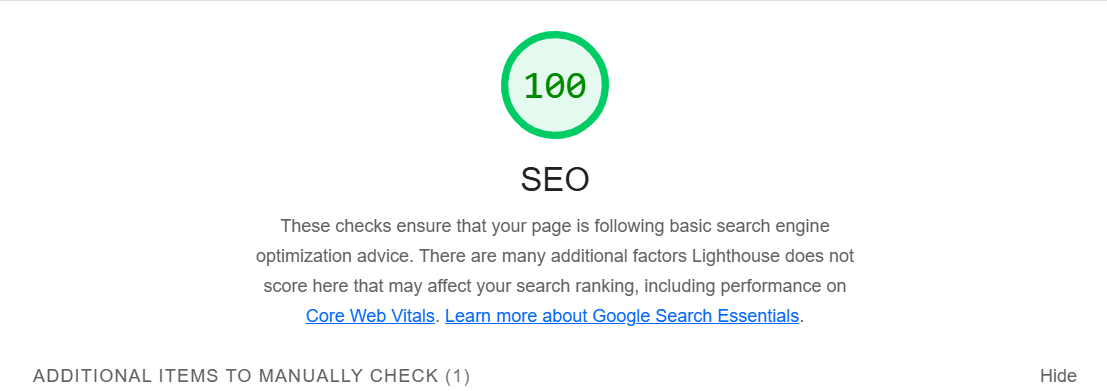 100
SEO
These checks ensure that your page is following basic search engine
optimization advice. There are many additional factors Lighthouse does not
score here that may affect your search ranking, including performance on
Core Web Vitals. Learn more about Google Search Essentials.
ADDITIONAL ITEMS TO MANUALLY CHECK (1)
Hide